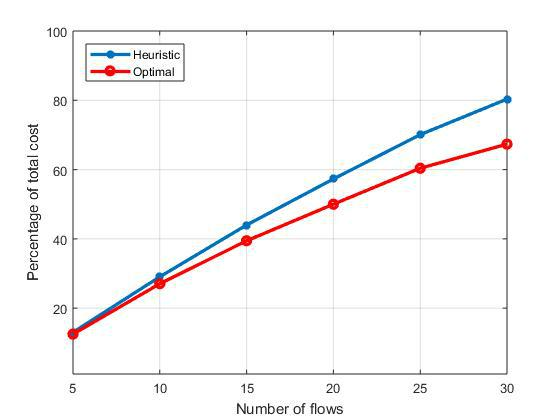 100
Heuristic
Optimal
80
60
40
20
Percentage of total cost
5 10 15 20 25 30
Number of flows